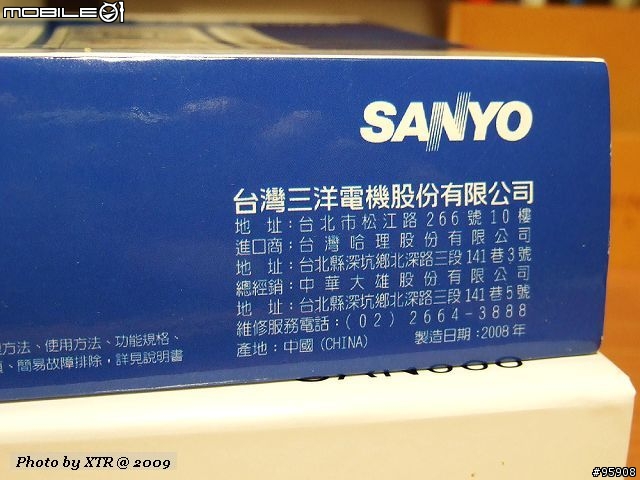 MOBILE01
SANYO
台灣三洋電機股份有限公司
地 址:台北市松江路266號10樓
進口商:台灣哈理股份有限公司
地 址:台北縣深坑鄉北深路三段141巷3號
總經銷:中華大雄股份有限公司
地 址:台北縣深坑鄉北深路三段141巷5號
維修服務電話:(02)2664-3888
產地:中國(CHINA) 製造日期:2008年
方法、使用方法、功能規格、
、簡易故障排除,詳見說明書
Photo by XTR @ 2009
#95908